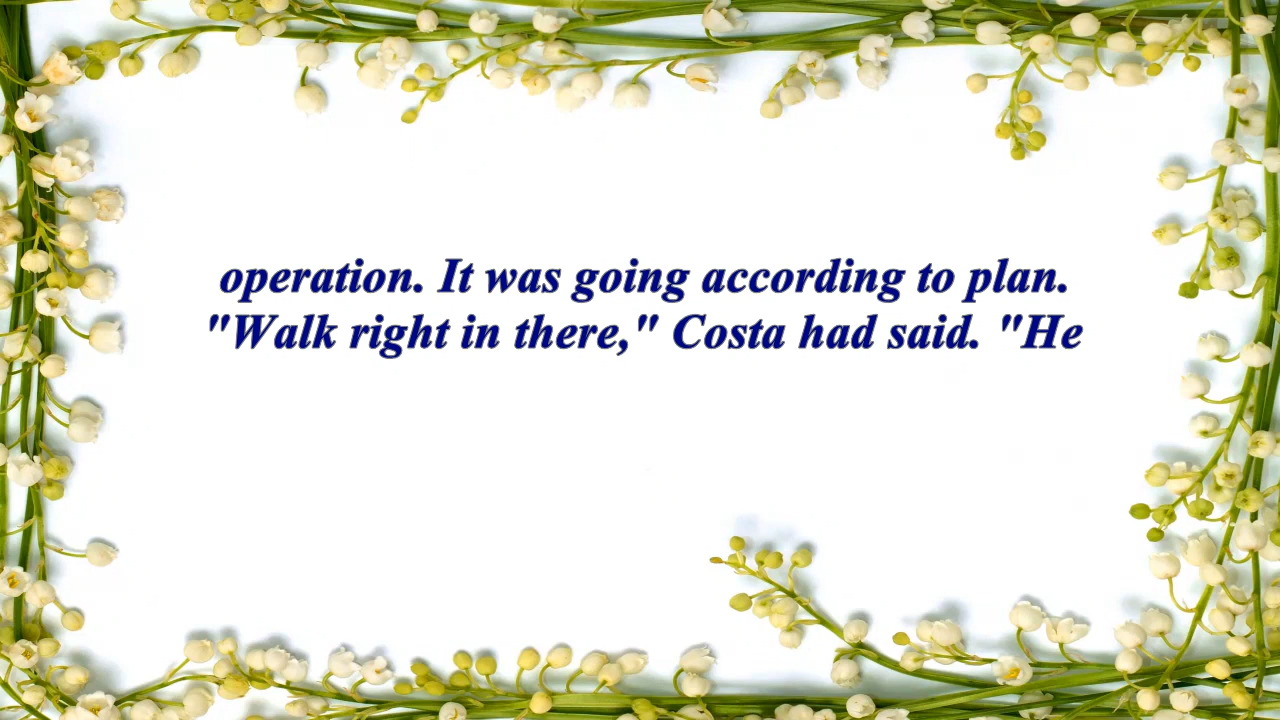 operation. It was going according to plan.
"Walk right in there," Costa had said. "He